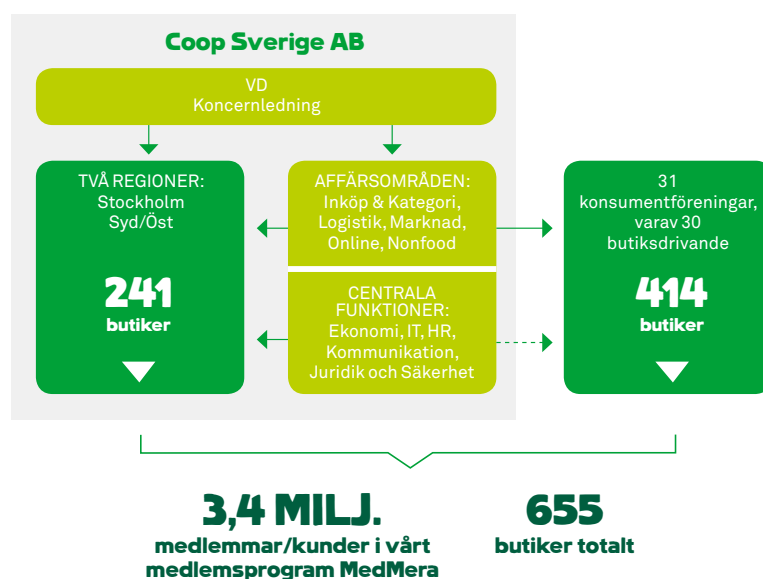 Coop Sverige AB
VD
Koncernledning
TVÅ REGIONER:
Stockholm
Syd/Öst
241
butiker
AFFÄRSOMRÅDEN:
Inköp & Kategori,
Logistik, Marknad,
Online, Nonfood
CENTRALA
FUNKTIONER:
Ekonomi, IT, HR,
Kommunikation,
Juridik och Säkerhet
31
konsumentföreningar,
varav 30
butiksdrivande
414
butiker
3,4 MILJ.
medlemmar/kunder i vårt
medlemsprogram MedMera
655
butiker totalt